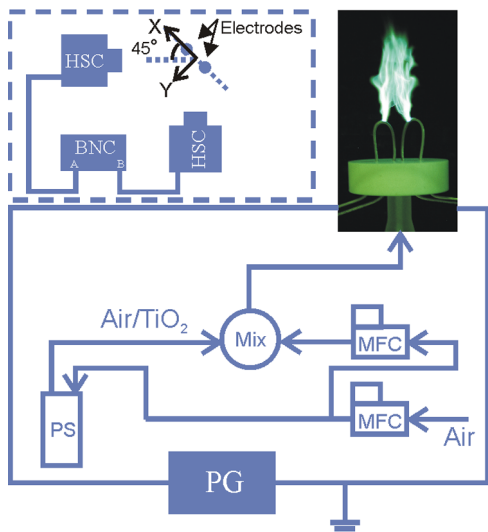 X
Electrodes
45°
HSC
Y
BNC
A
B
HSC
Air/TiO2
Mix
MFC
PS
MFC
Air
PG